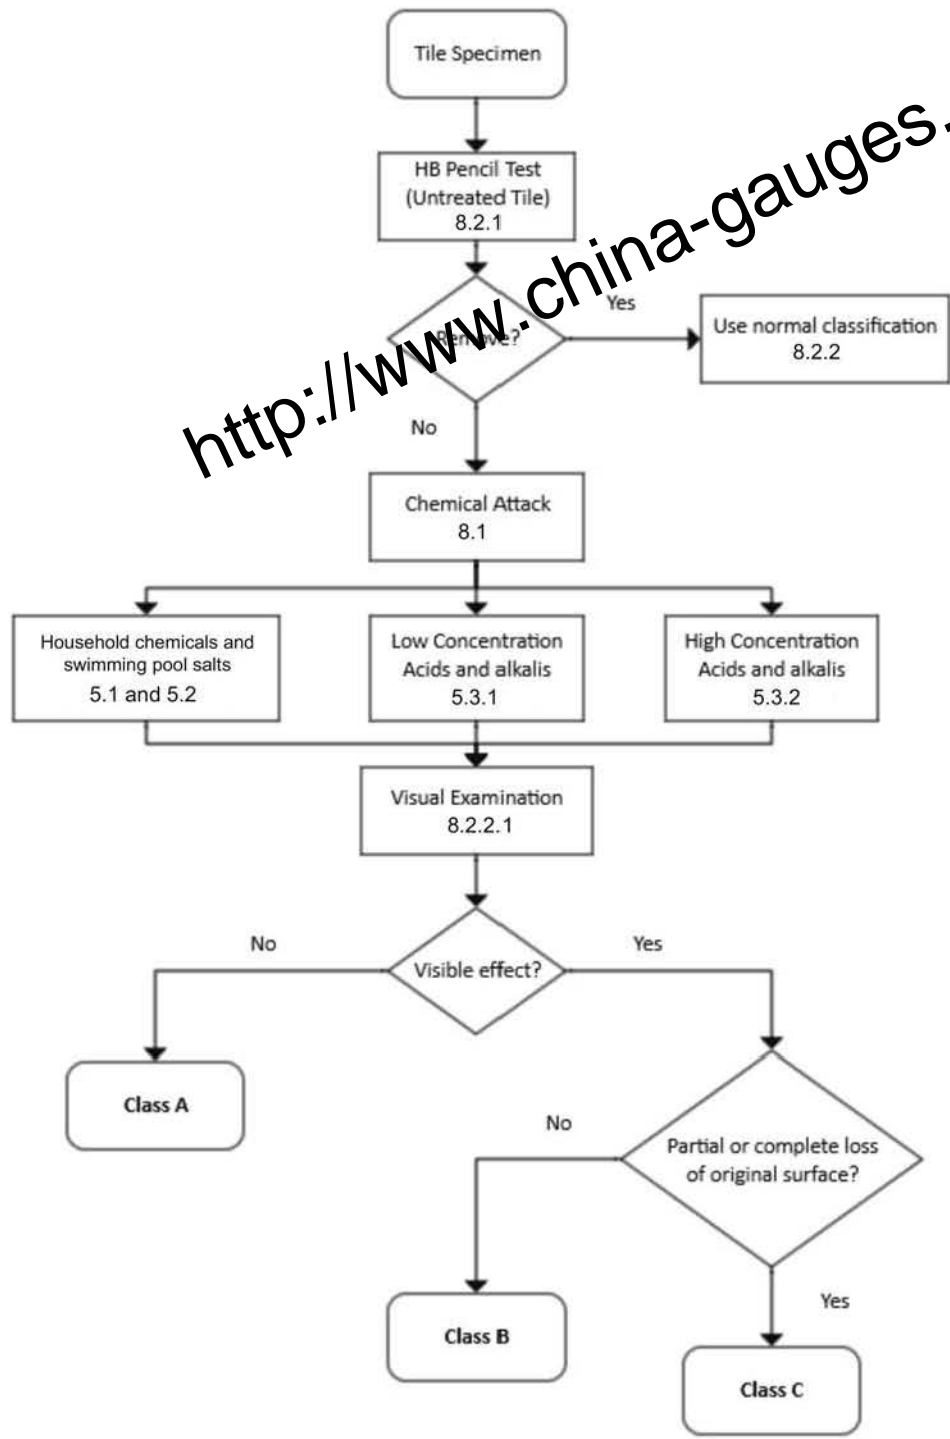 Tile Specimen
HB Pencil Test
(Untreated Tile)
8.2.1
http://www.china-gauges.
Remove?
Yes
Use normal classification
8.2.2
No
Chemical Attack
8.1
Household chemicals and
swimming pool salts
5.1 and 5.2
Low Concentration
Acids and alkalis
5.3.1
High Concentration
Acids and alkalis
5.3.2
Visual Examination
8.2.2.1
No
Visible effect?
Yes
Class A
No
Partial or complete loss
of original surface?
Class B
Yes
Class C